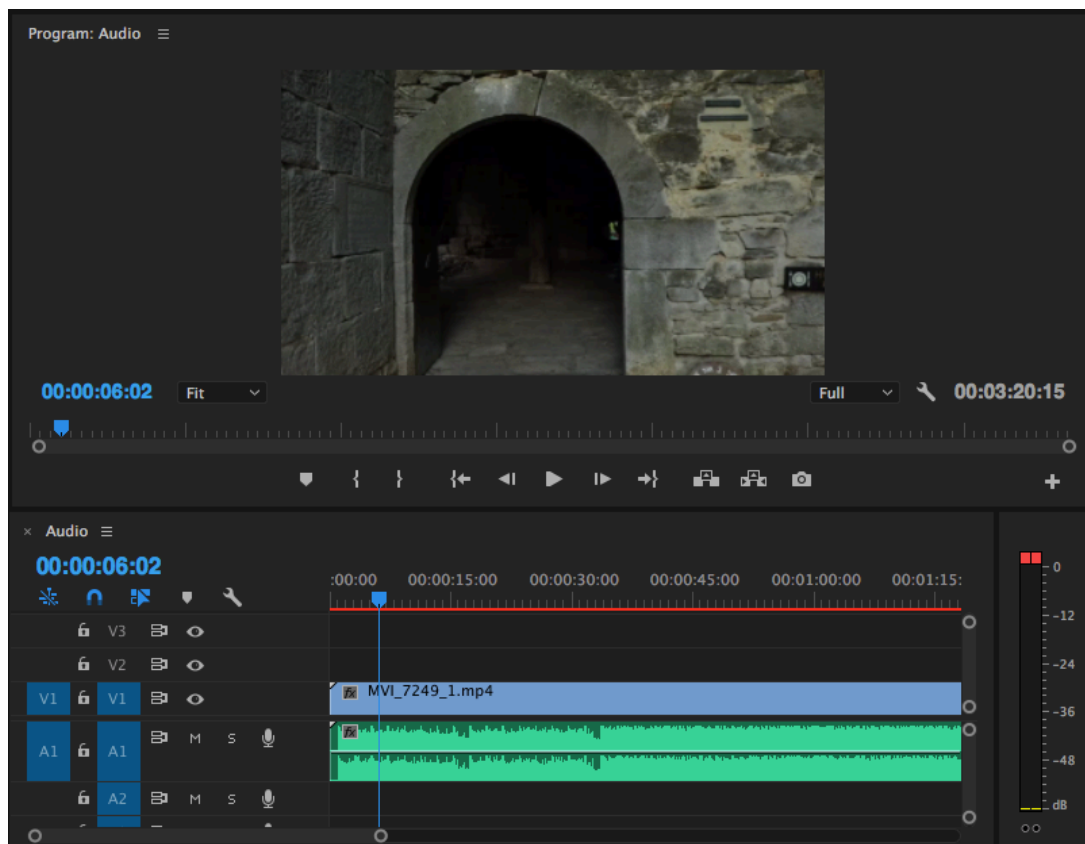 Program: Audio
00:00:06:02 Fit Full 00:03:20:15
× Audio
00:00:06:02
:00:00 00:00:15:00 00:00:30:00 00:00:45:00 00:01:00:00 00:01:15:
V3
V2
V1 V1 fx MVI_7249_1.mp4
fx
A1 A1 M S
A2 M S
0
-12
-24
-36
-48
dB